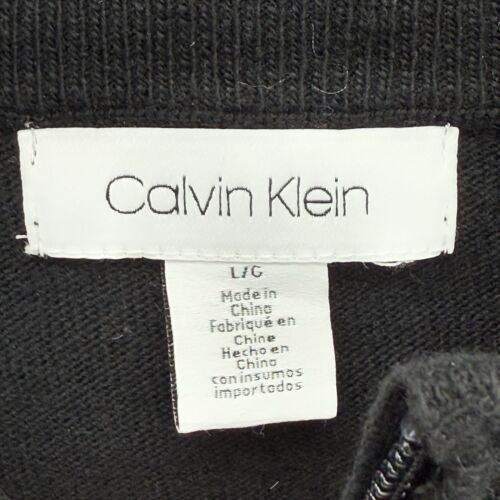 Calvin Klein
L/G
Made in
China
Fabriqué en
Chine
Hecho en
China
con insumos
importados